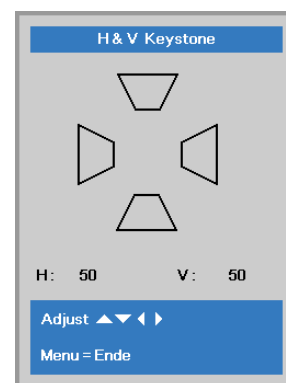 H & V Keystone
H: 50 V: 50
Adjust ▲▼◀ ▶
Menu = Ende